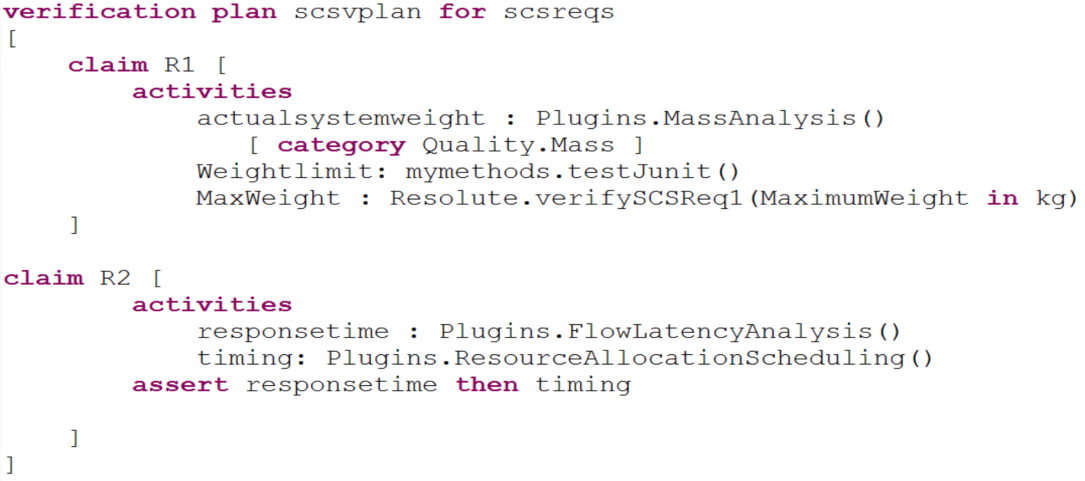 verification plan scsvplan for scsreqs
[
claim R1 [
activities
actualsystemweight : Plugins.MassAnalysis()
[ category Quality.Mass ]
Weightlimit: mymethods.testJunit()
MaxWeight : Resolute.verifySCSReq1(MaximumWeight in kg)
]
claim R2 [
activities
responsetime : Plugins.FlowLatencyAnalysis()
timing: Plugins.ResourceAllocationScheduling()
assert responsetime then timing
]
]